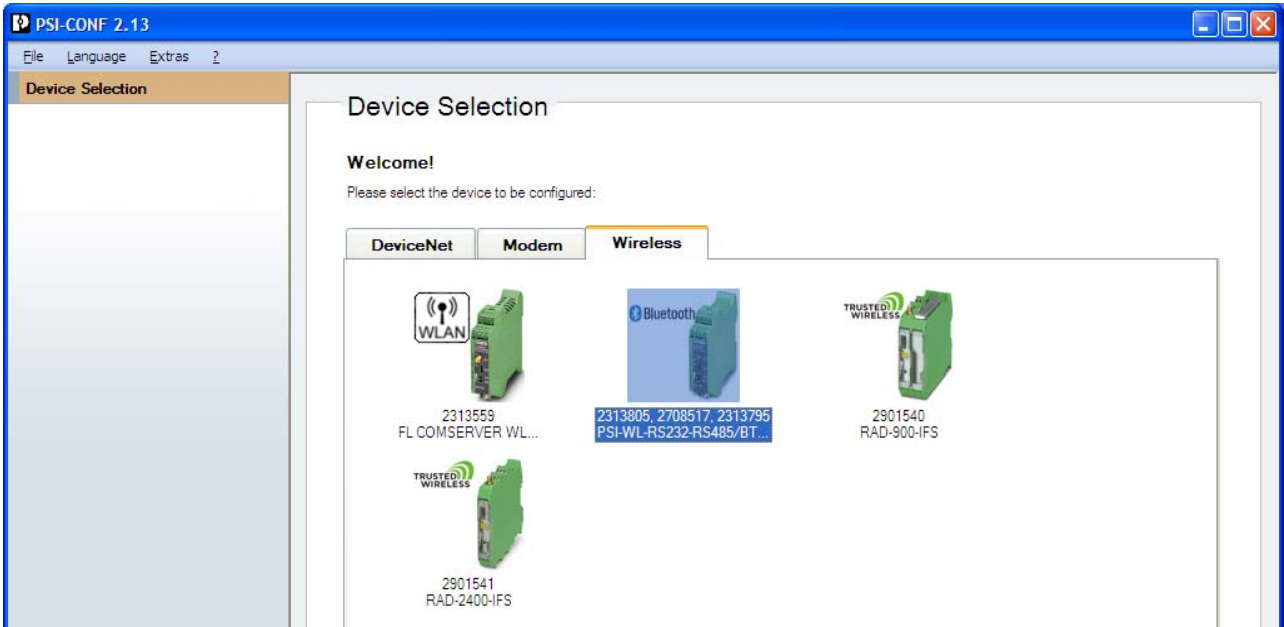 PSI-CONF 2.13
File Language Extras ?
Device Selection
Device Selection
Welcome!
Please select the device to be configured:
DeviceNet Modem Wireless
WLAN
Bluetooth
TRUSTED
WIRELESS
2313559
FL COMSERVER WL...
2313805, 2708517, 2313795
PSI-WL-RS232-RS485/BT...
2901540
RAD-900-IFS
TRUSTED
WIRELESS
2901541
RAD-2400-IFS